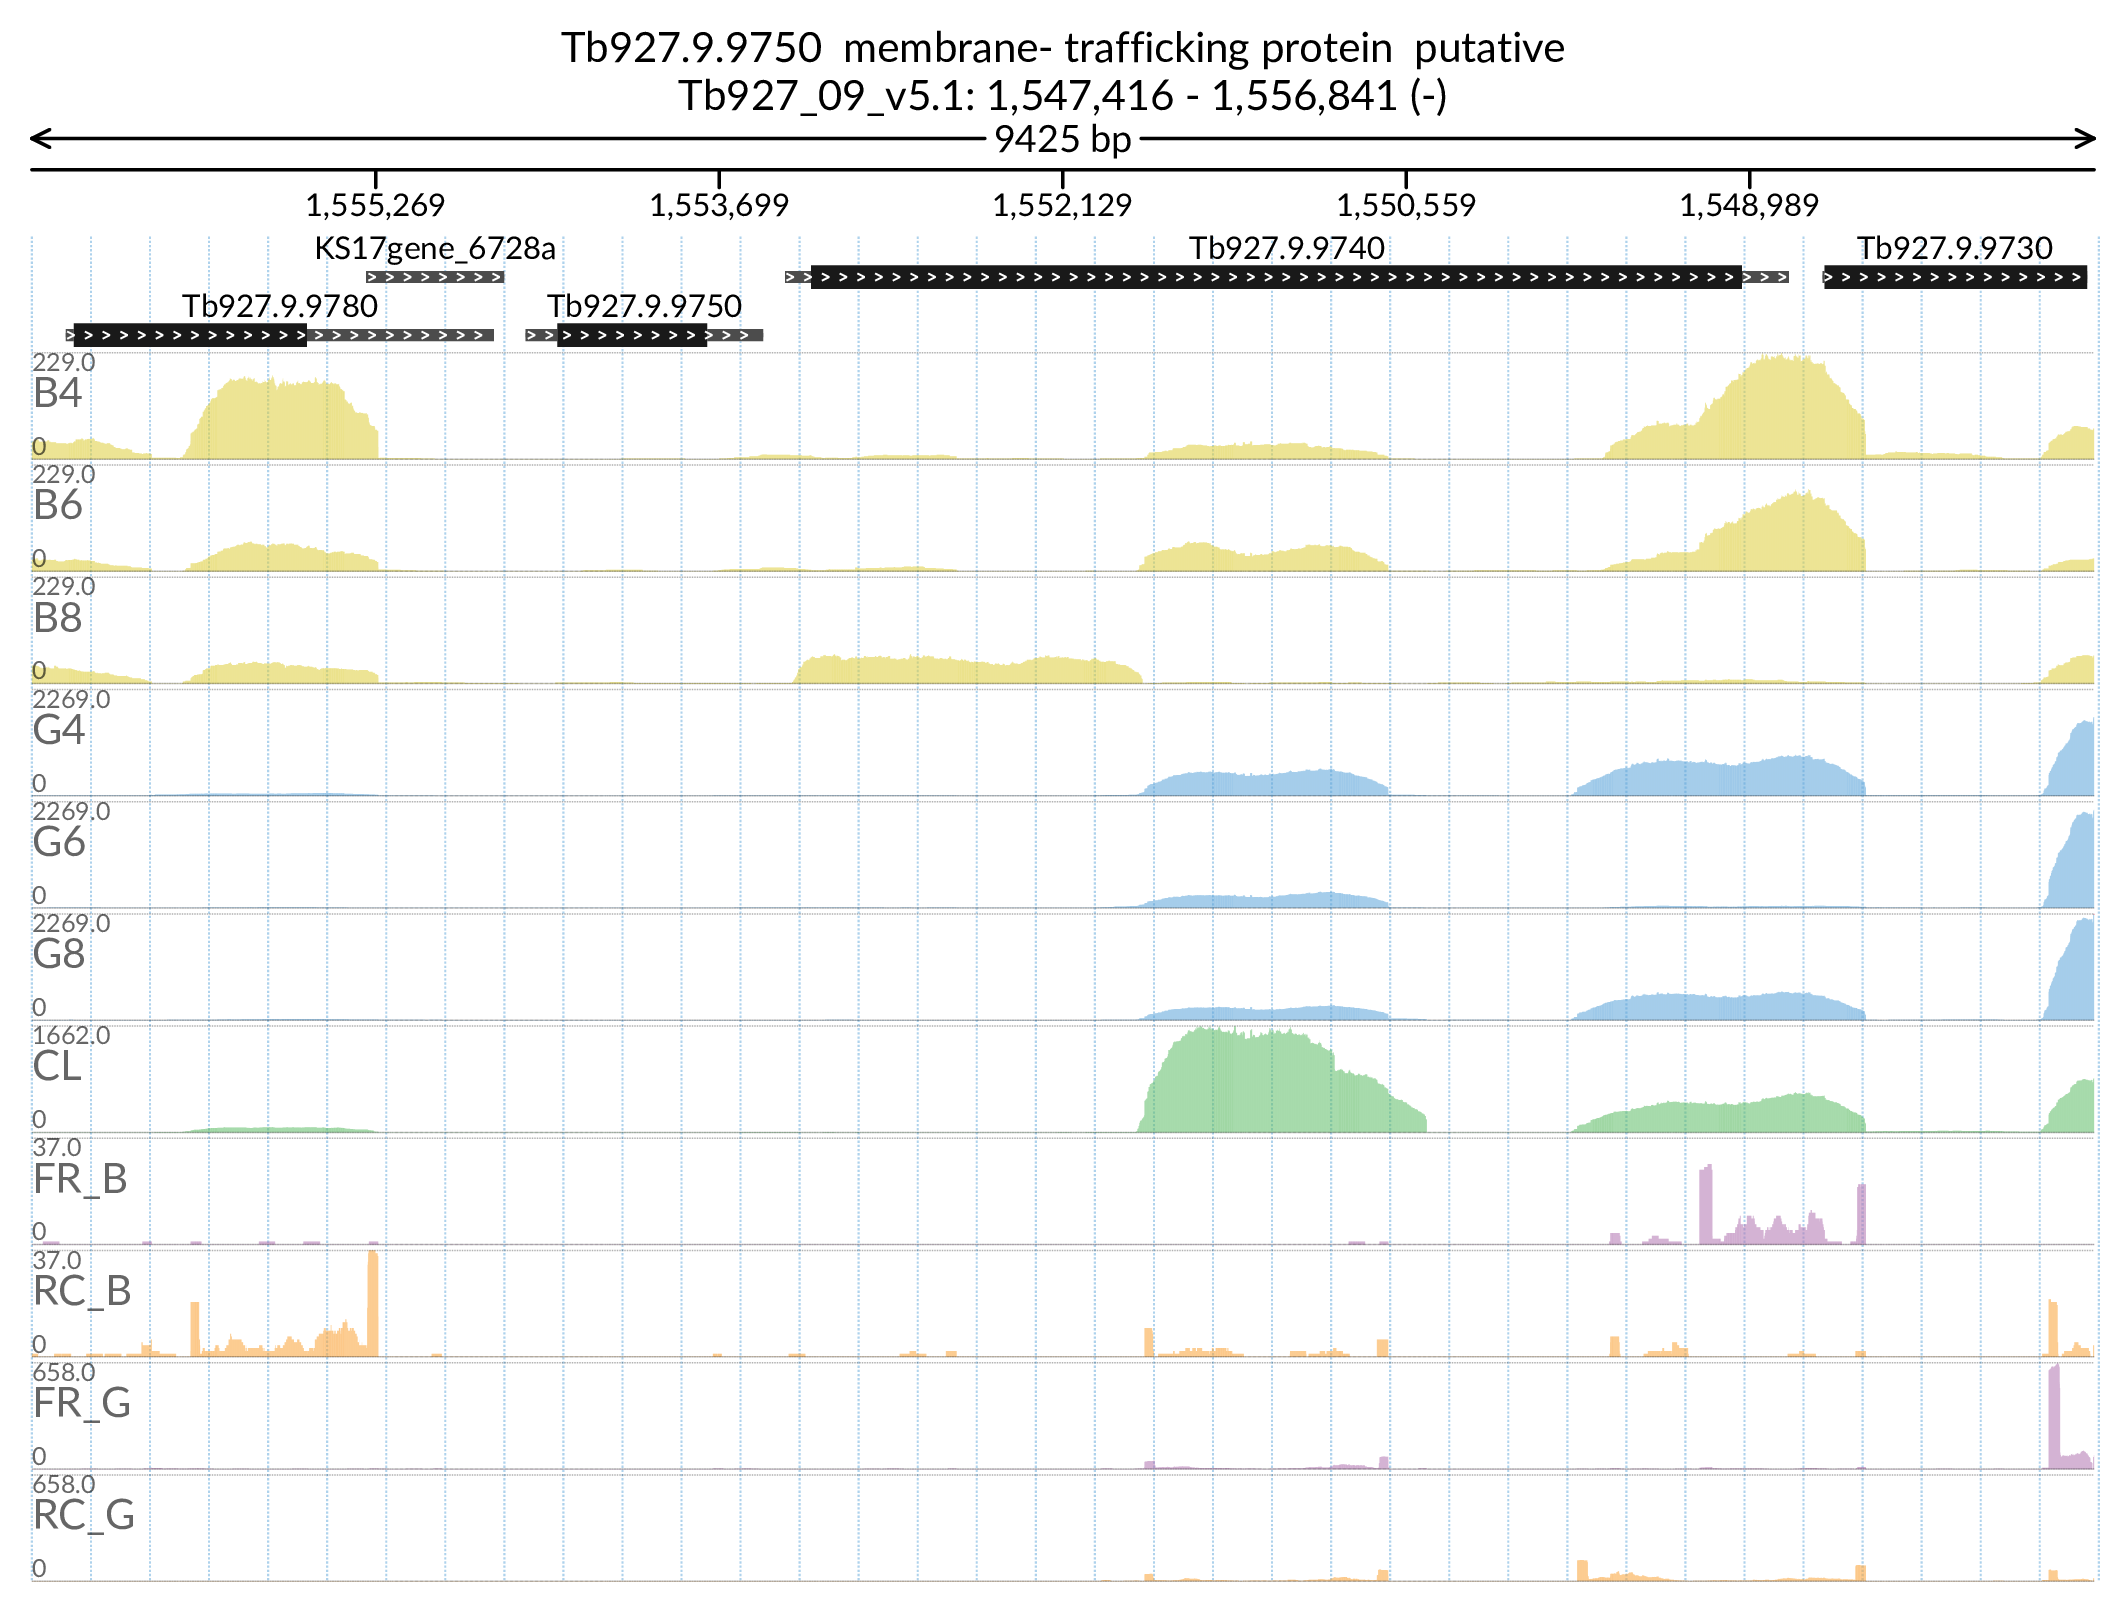 Tb927.9.9750 membrane- trafficking protein putative
Tb927_09_v5.1: 1,547,416 - 1,556,841 (-)
9425 bp
1,555,269 1,553,699 1,552,129 1,550,559 1,548,989
KS17gene_6728a Tb927.9.9740 Tb927.9.9730
Tb927.9.9780 Tb927.9.9750
229.0
B4
0
229.0
B6
0
229.0
B8
0
2269.0
G4
0
2269.0
G6
0
2269.0
G8
0
1662.0
CL
0
37.0
FR_B
0
37.0
RC_B
0
658.0
FR_G
0
658.0
RC_G
0